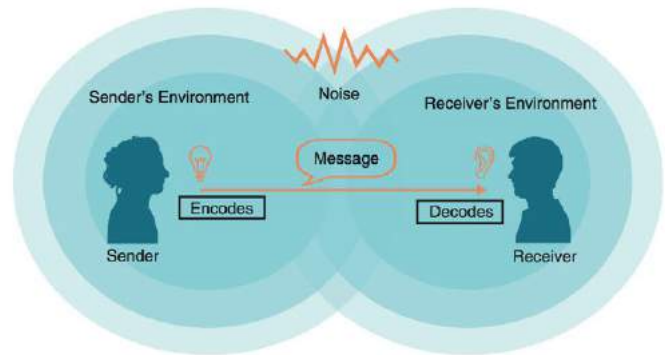 Sender's Environment
Noise
Receiver's Environment
Message
Encodes
Decodes
Sender
Receiver